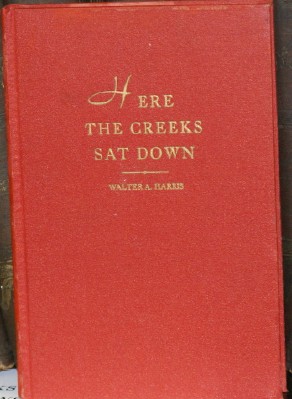 HERE
THE CREEKS
SAT DOWN
WALTER A. HARRIS